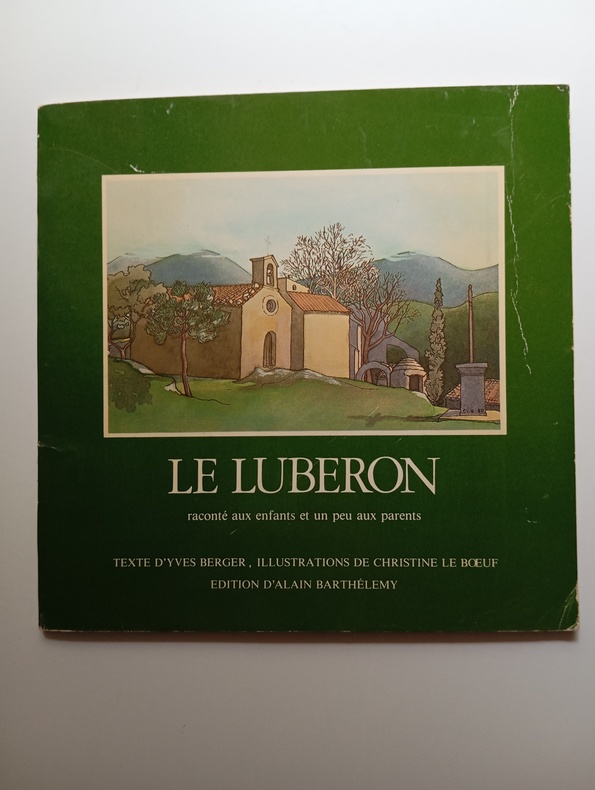 LE LUBERON
raconté aux enfants et un peu aux parents
TEXTE D'YVES BERGER, ILLUSTRATIONS DE CHRISTINE LE BŒUF
EDITION D'ALAIN BARTHÉLEMY